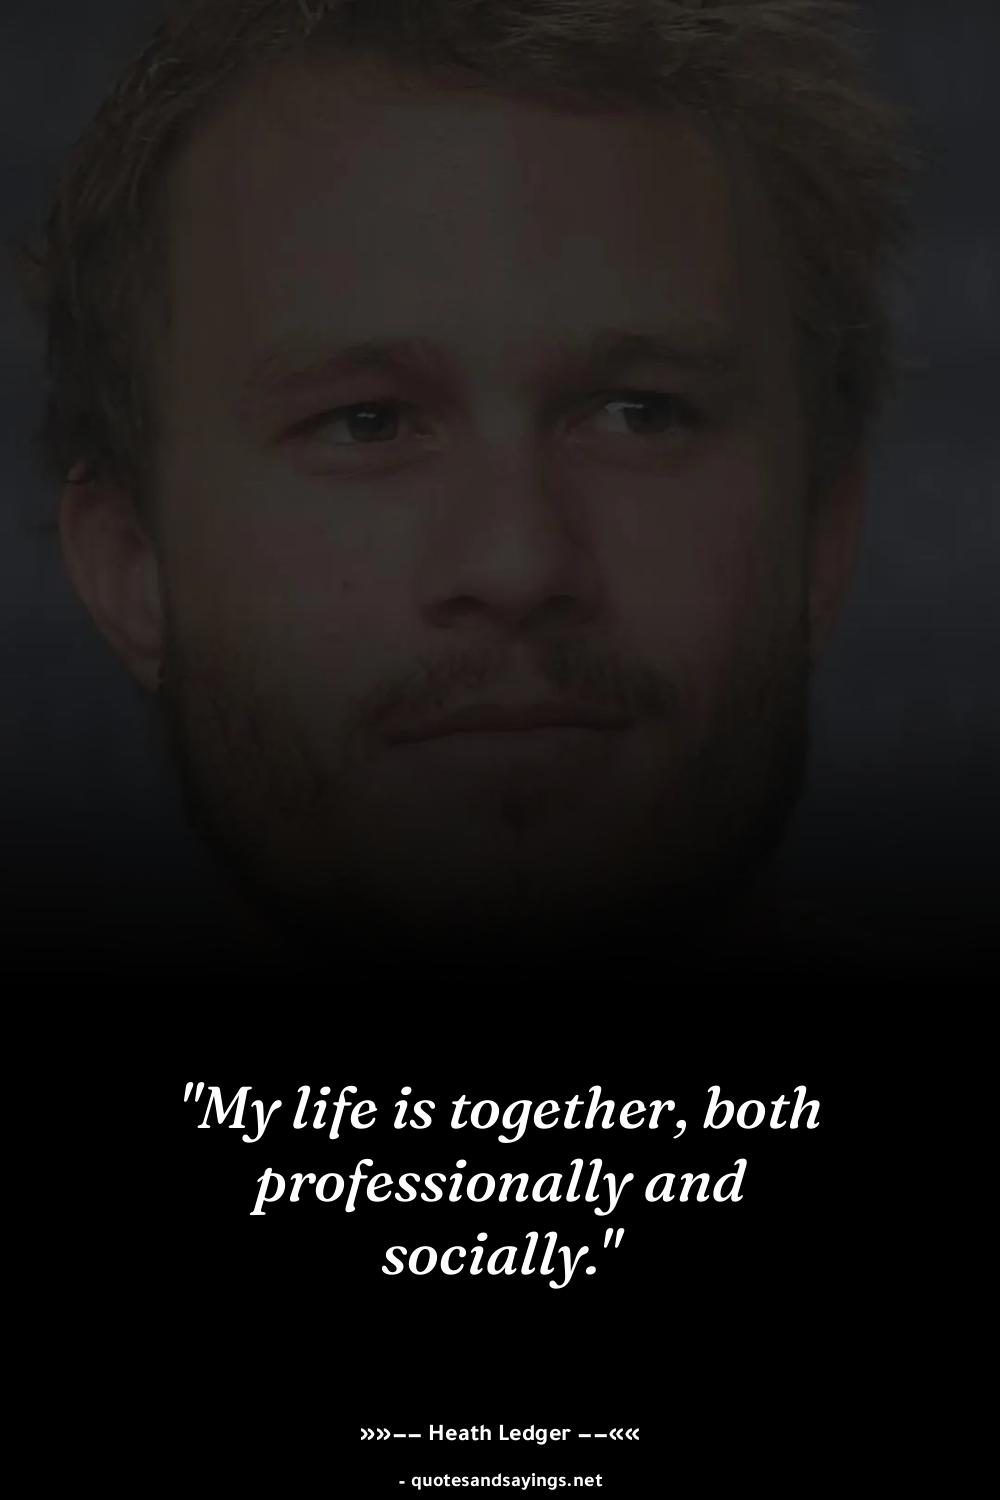 "My life is together, both
professionally and
socially."
»»−− Heath Ledger −−««
- quotesandsayings.net